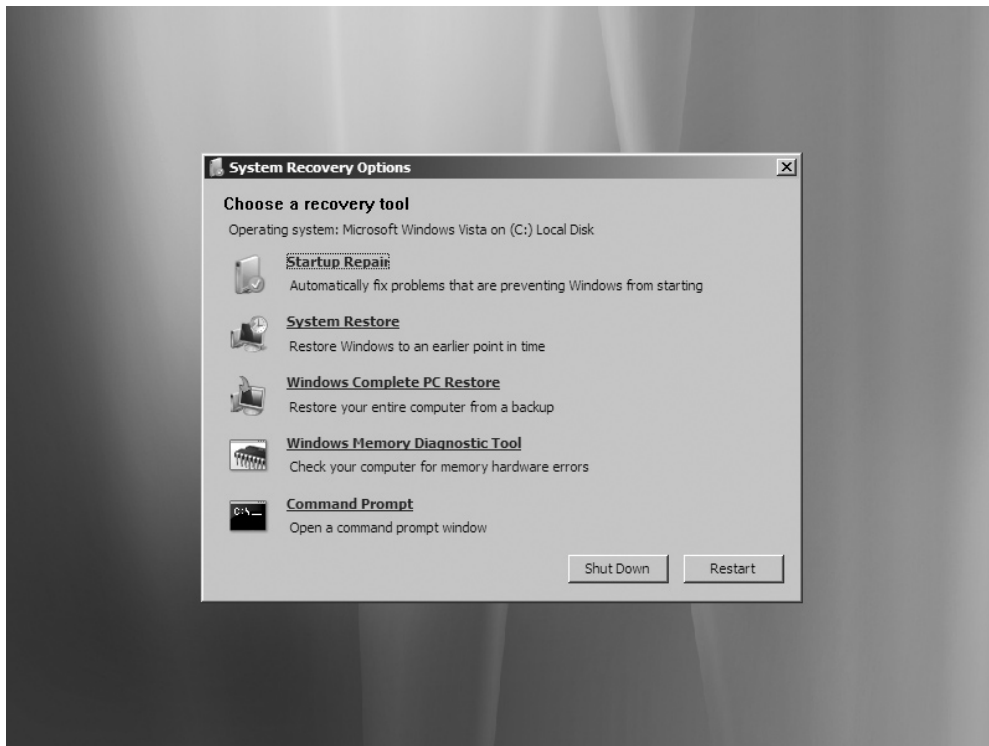 System Recovery Options
Choose a recovery tool
Operating system: Microsoft Windows Vista on (C:) Local Disk
Startup Repair
Automatically fix problems that are preventing Windows from starting
System Restore
Restore Windows to an earlier point in time
Windows Complete PC Restore
Restore your entire computer from a backup
Windows Memory Diagnostic Tool
Check your computer for memory hardware errors
C:\_
Command Prompt
Open a command prompt window
Shut Down Restart